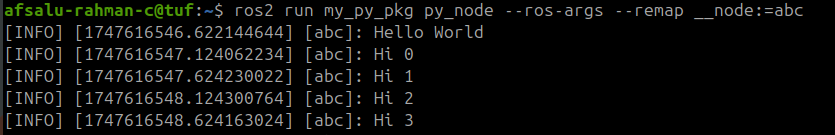 afsalu-rahman-c@tuf:~$ ros2 run my_py_pkg py_node --ros-args --remap __node:=abc
[INFO] [1747616546.622144644] [abc]: Hello World
[INFO] [1747616547.124062234] [abc]: Hi 0
[INFO] [1747616547.624230022] [abc]: Hi 1
[INFO] [1747616548.124300764] [abc]: Hi 2
[INFO] [1747616548.624163024] [abc]: Hi 3